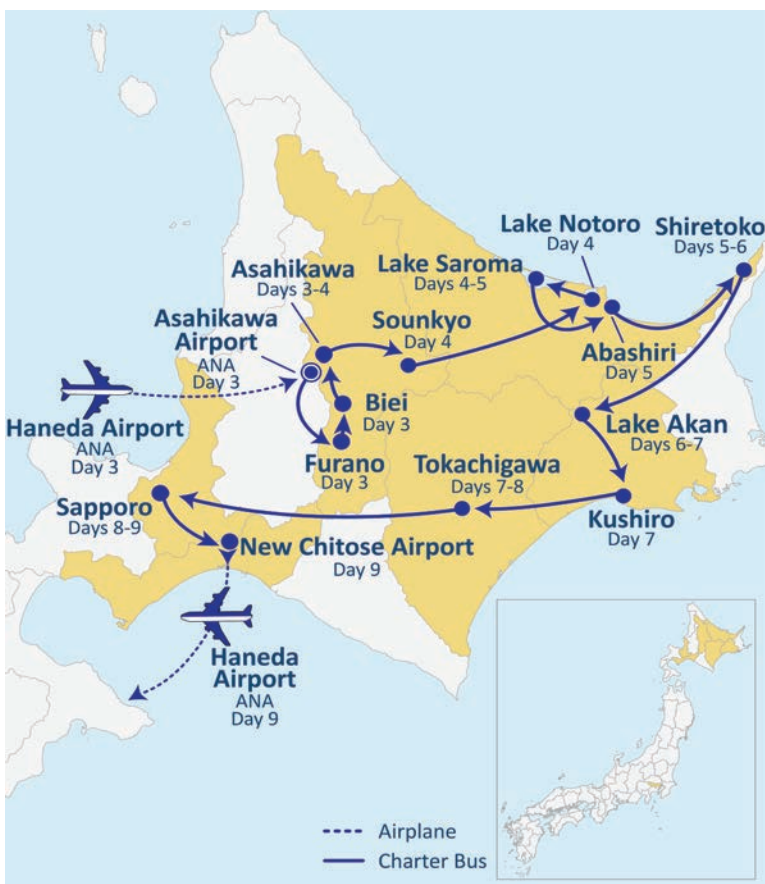 Lake Notoro
Day 4
Shiretoko
Days 5-6
Asahikawa
Days 3-4
Lake Saroma
Days 4-5
Asahikawa
Airport
ANA
Day 3
Sounkyo
Day 4
Abashiri
Day 5
Haneda Airport
ANA
Day 3
Biei
Day 3
Lake Akan
Days 6-7
Furano
Day 3
Tokachigawa
Days 7-8
Sapporo
Days 8-9
Kushiro
Day 7
New Chitose Airport
Day 9
Haneda
Airport
ANA
Day 9
Airplane
Charter Bus